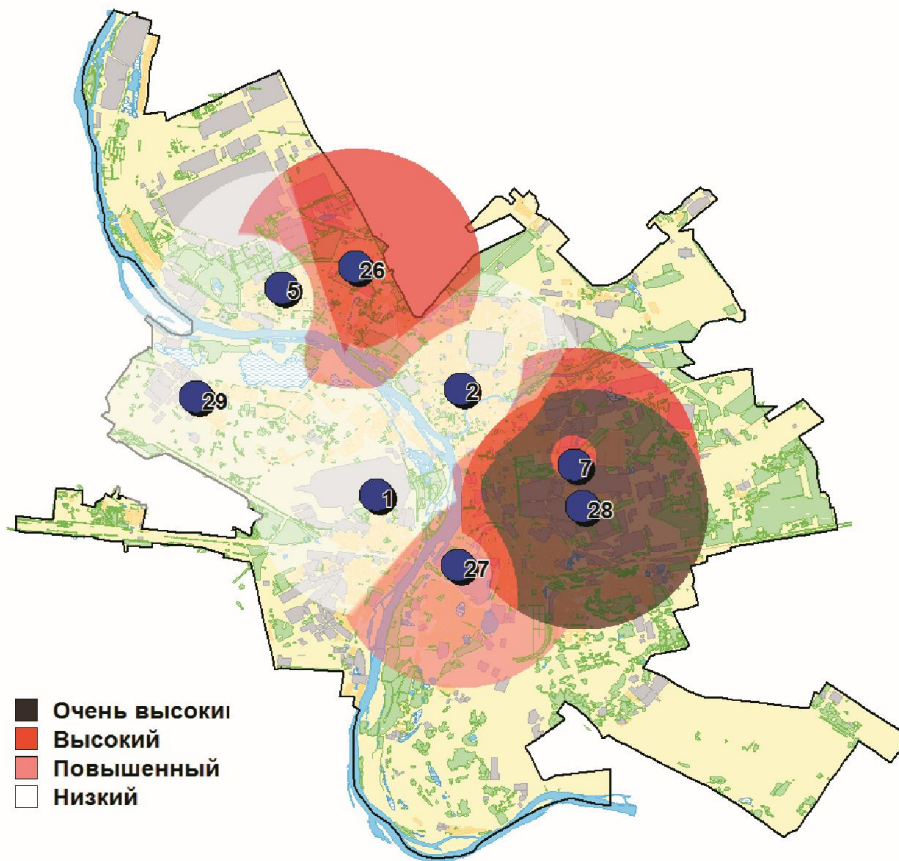 26
5
2
29
7
28
1
27
Очень высоки
Высокий
Повышенный
Низкий